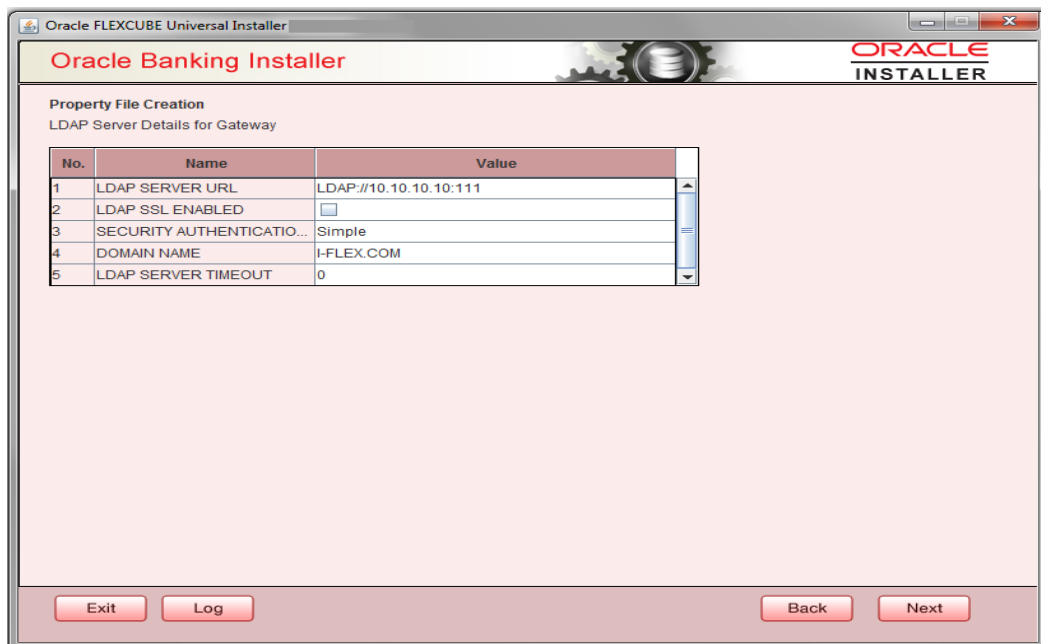 Oracle FLEXCUBE Universal Installer
Oracle Banking Installer
ORACLE
INSTALLER
Property File Creation
LDAP Server Details for Gateway
No. Name Value
1 LDAP SERVER URL LDAP://10.10.10.10:111
2 LDAP SSL ENABLED
3 SECURITY AUTHENTICATIO... Simple
4 DOMAIN NAME I-FLEX.COM
5 LDAP SERVER TIMEOUT 0
Exit Log Back Next